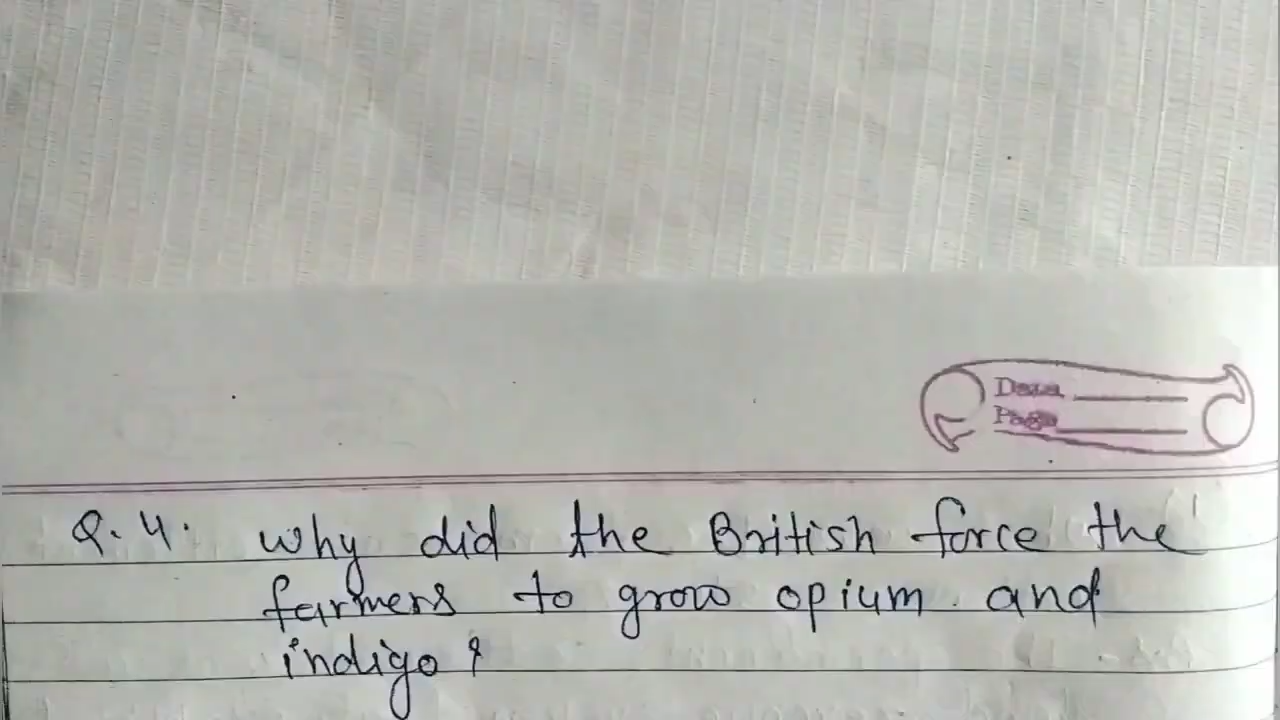 Date
Page
Q.4. Why did the British force the
farmers to grow opium and
indigo?